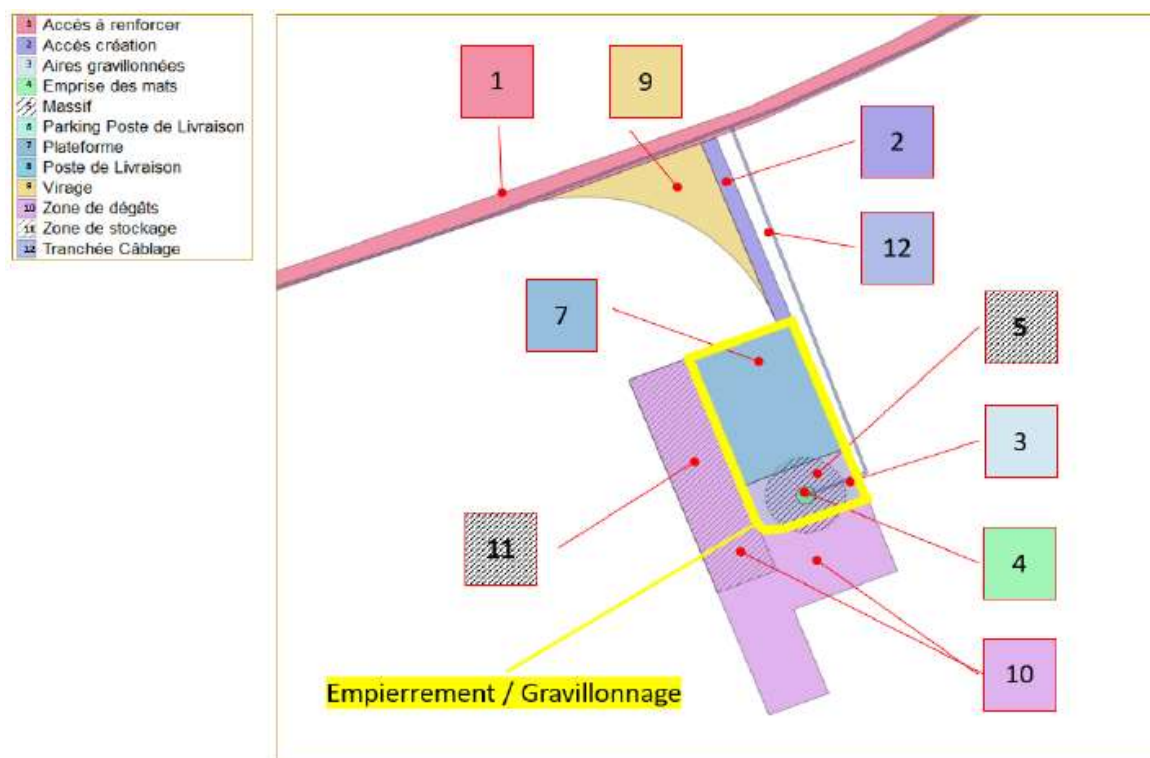 1 Accès à renforcer
2 Accès création
3 Aires gravillonnées
4 Emprise des mats
5 Massif
6 Parking Poste de Livraison
7 Plateforme
8 Poste de Livraison
9 Virage
10 Zone de dégâts
11 Zone de stockage
12 Tranchée Câblage
1
9
2
12
7
5
3
11
4
10
Empierrement / Gravillonnage